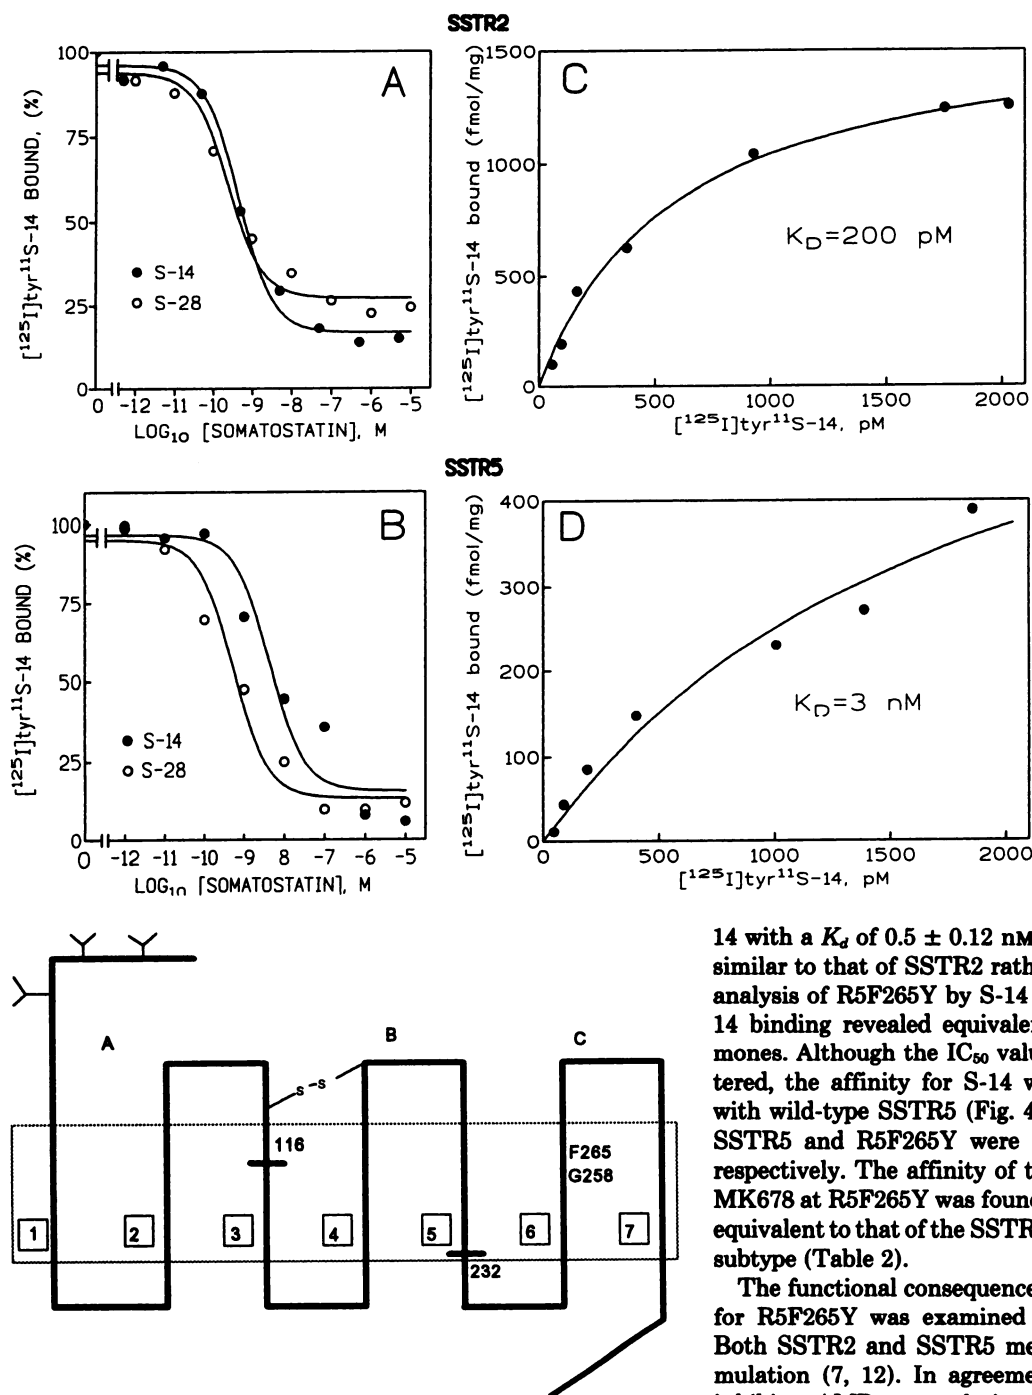 SSTR2
100
75
50
25
0
[¹²⁵I]tyr¹¹S-14 BOUND, (%)
A
● S-14
○ S-28
0 -12 -11 -10 -9 -8 -7 -6 -5
LOG₁₀ [SOMATOSTATIN], M
1500
1000
500
0
[¹²⁵I]tyr¹¹S-14 bound (fmol/mg)
C
K_D=200 pM
0 500 1000 1500 2000
[¹²⁵I]tyr¹¹S-14, pM
SSTR5
100
75
50
25
0
[¹²⁵I]tyr¹¹S-14 BOUND (%)
B
● S-14
○ S-28
0 -12 -11 -10 -9 8 -7 -6 -5
LOG₁₀ [SOMATOSTATIN], M
400
300
200
100
0
[¹²⁵I]tyr¹¹S-14 bound (fmol/mg)
D
K_D=3 nM
0 500 1000 1500 2000
[¹²⁵I]tyr¹¹S-14, pM
A B C
S-S
116
F265
G258
1 2 3 4 5 6 7
232
14 with a K_d of 0.5 ± 0.12 nM
similar to that of SSTR2 rath
analysis of R5F265Y by S-14
14 binding revealed equivale
mones. Although the IC₅₀ valu
tered, the affinity for S-14 w
with wild-type SSTR5 (Fig. 4
SSTR5 and R5F265Y were
respectively. The affinity of t
MK678 at R5F265Y was found
equivalent to that of the SSTR
subtype (Table 2).
The functional consequence
for R5F265Y was examined
Both SSTR2 and SSTR5 me
mulation (7, 12). In agreeme